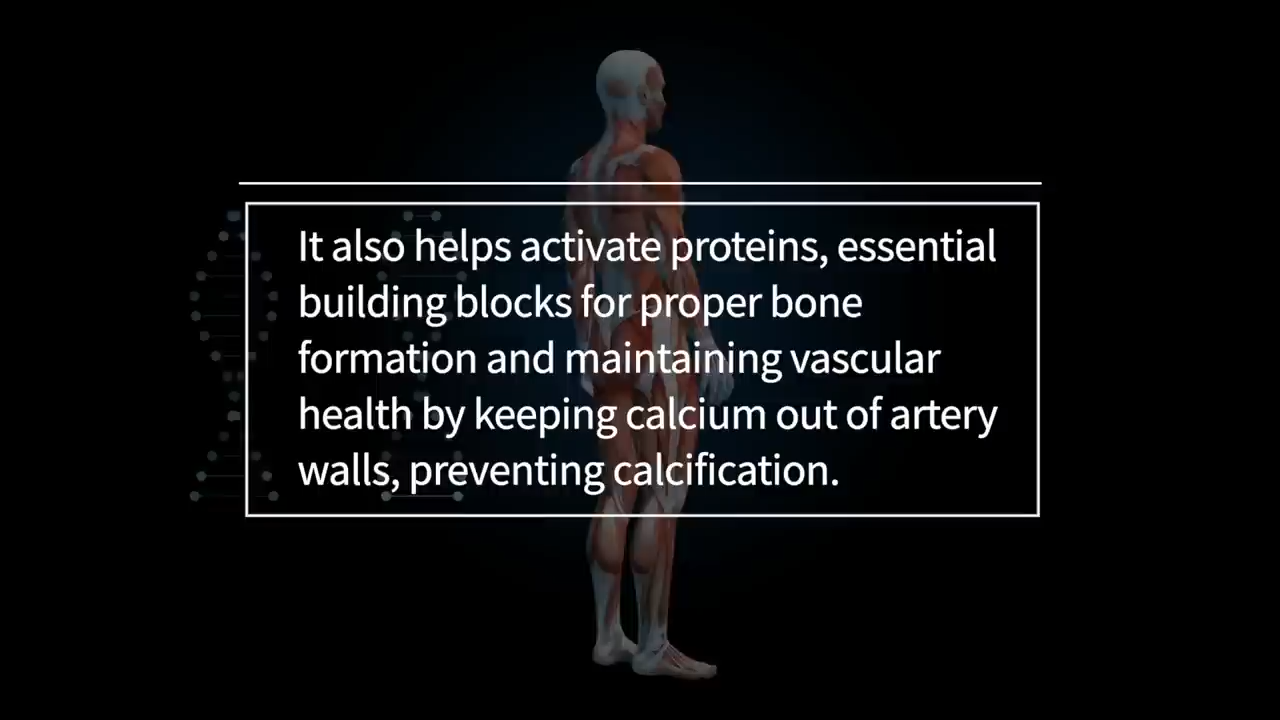 It also helps activate proteins, essential
building blocks for proper bone
formation and maintaining vascular
health by keeping calcium out of artery
walls, preventing calcification.